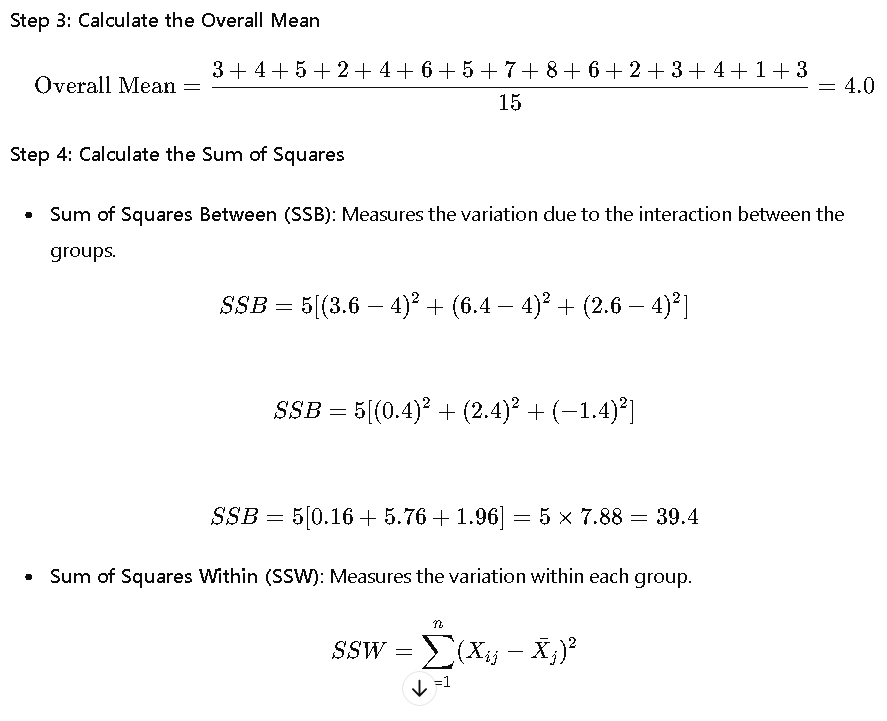 Step 3: Calculate the Overall Mean
Overall Mean = \frac{3 + 4 + 5 + 2 + 4 + 6 + 5 + 7 + 8 + 6 + 2 + 3 + 4 + 1 + 3}{15} = 4.0
Step 4: Calculate the Sum of Squares
• Sum of Squares Between (SSB): Measures the variation due to the interaction between the
groups.
SSB = 5[(3.6 − 4)² + (6.4 − 4)² + (2.6 − 4)²]
SSB = 5[(0.4)² + (2.4)² + (−1.4)²]
SSB = 5[0.16 + 5.76 + 1.96] = 5 × 7.88 = 39.4
• Sum of Squares Within (SSW): Measures the variation within each group.
SSW = \sum_{=1}^{n} (X_{ij} − \bar{X}_j)²